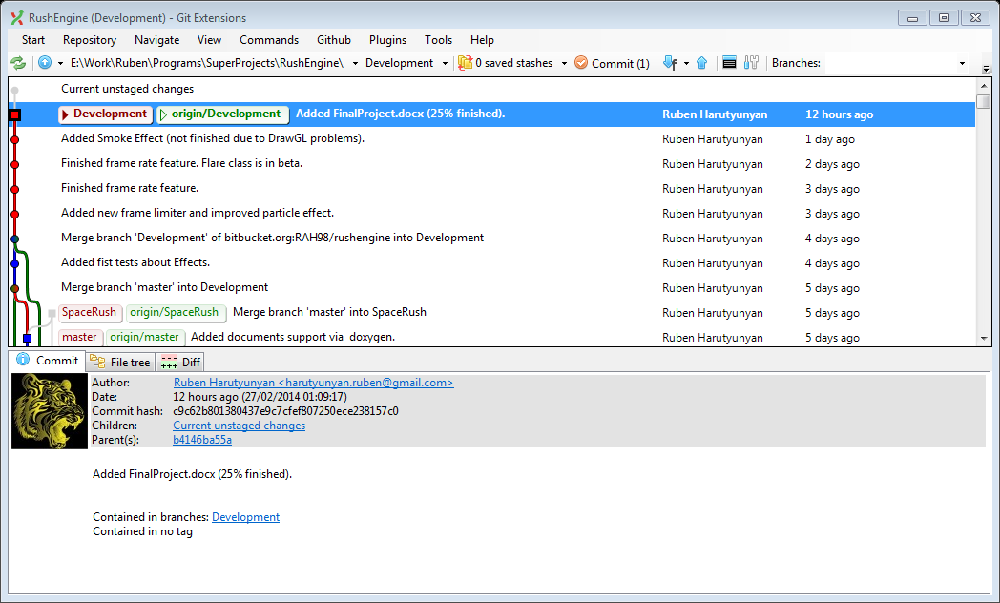 RushEngine (Development) - Git Extensions
Start Repository Navigate View Commands Github Plugins Tools Help
E:\Work\Ruben\Programs\SuperProjects\RushEngine\ Development 0 saved stashes Commit (1) Branches:
Current unstaged changes
Development origin/Development Added FinalProject.docx (25% finished). Ruben Harutyunyan 12 hours ago
Added Smoke Effect (not finished due to DrawGL problems). Ruben Harutyunyan 1 day ago
Finished frame rate feature. Flare class is in beta. Ruben Harutyunyan 2 days ago
Finished frame rate feature. Ruben Harutyunyan 3 days ago
Added new frame limiter and improved particle effect. Ruben Harutyunyan 3 days ago
Merge branch 'Development' of bitbucket.org:RAH98/rushengine into Development Ruben Harutyunyan 4 days ago
Added fist tests about Effects. Ruben Harutyunyan 4 days ago
Merge branch 'master' into Development Ruben Harutyunyan 5 days ago
SpaceRush origin/SpaceRush Merge branch 'master' into SpaceRush Ruben Harutyunyan 5 days ago
master origin/master Added documents support via doxygen. Ruben Harutyunyan 5 days ago
Commit File tree Diff
Author: Ruben Harutyunyan <harutyunyan.ruben@gmail.com>
Date: 12 hours ago (27/02/2014 01:09:17)
Commit hash: c9c62b801380437e9c7cfef807250ece238157c0
Children: Current unstaged changes
Parent(s): b4146ba55a
Added FinalProject.docx (25% finished).
Contained in branches: Development
Contained in no tag